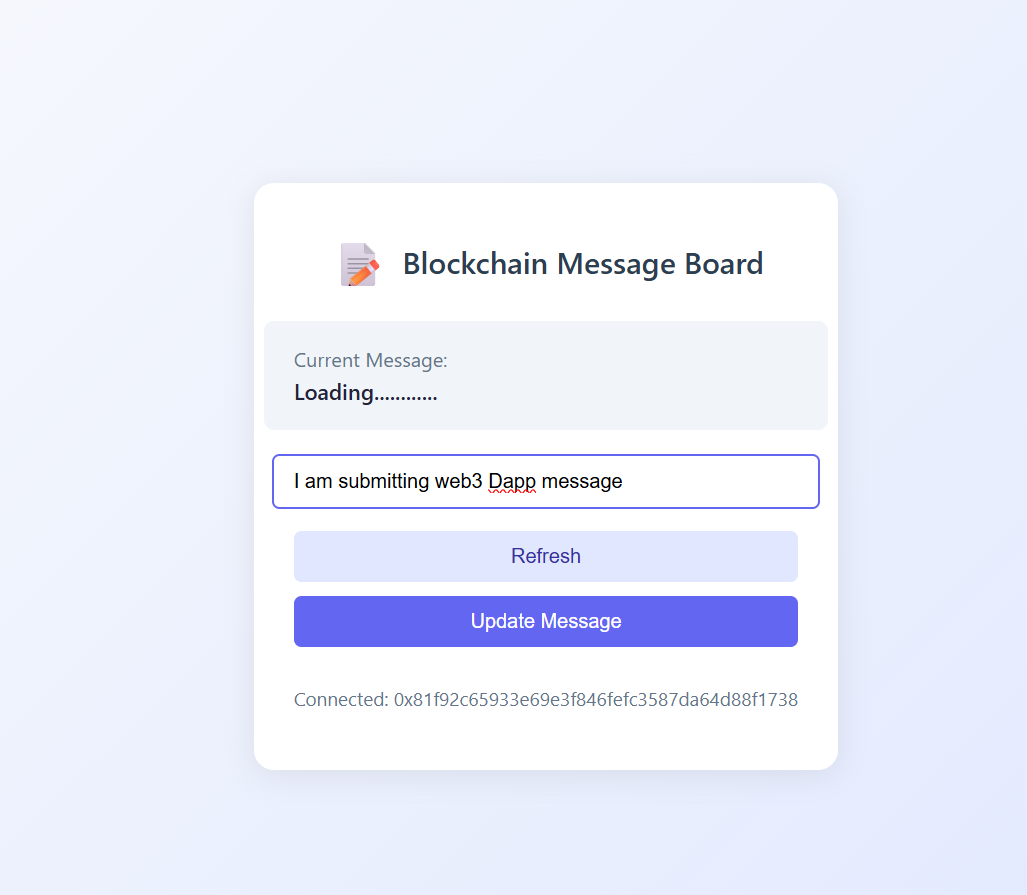 Blockchain Message Board
Current Message:
Loading............
I am submitting web3 Dapp message
Refresh
Update Message
Connected: 0x81f92c65933e69e3f846fefc3587da64d88f1738